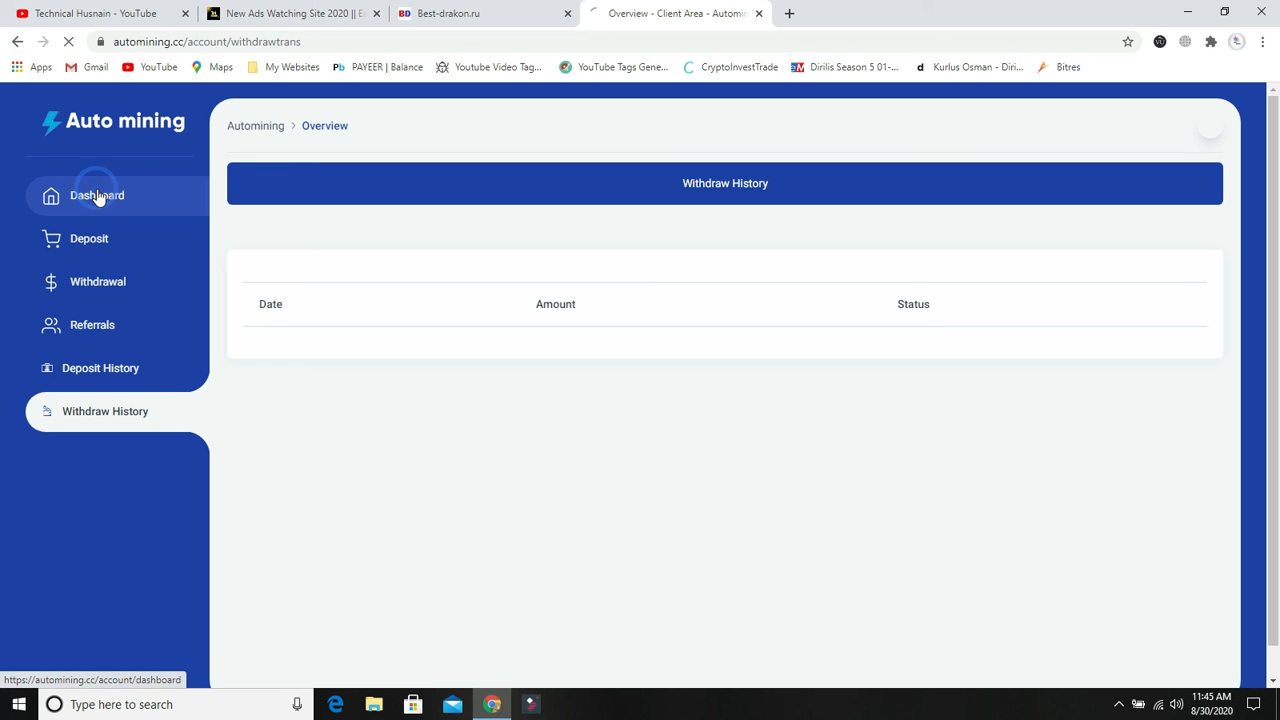 Technical Husnain - YouTube
New Ads Watching Site 2020 || Ea
BD Best-drakon.ru
Overview - Client Area - Automin
automining.cc/account/withdrawtrans
Apps
Gmail
YouTube
Maps
My Websites
Pb PAYEER | Balance
Youtube Video Tag...
YouTube Tags Gene...
CryptoInvestTrade
Dirilis Season 5 01-...
d Kurlus Osman - Diri...
Bitres
Auto mining
Automining > Overview
Withdraw History
Dashboard
Deposit
Withdrawal
Referrals
Deposit History
Withdraw History
Date Amount Status
https://automining.cc/account/dashboard
Type here to search
11:45 AM
8/30/2020